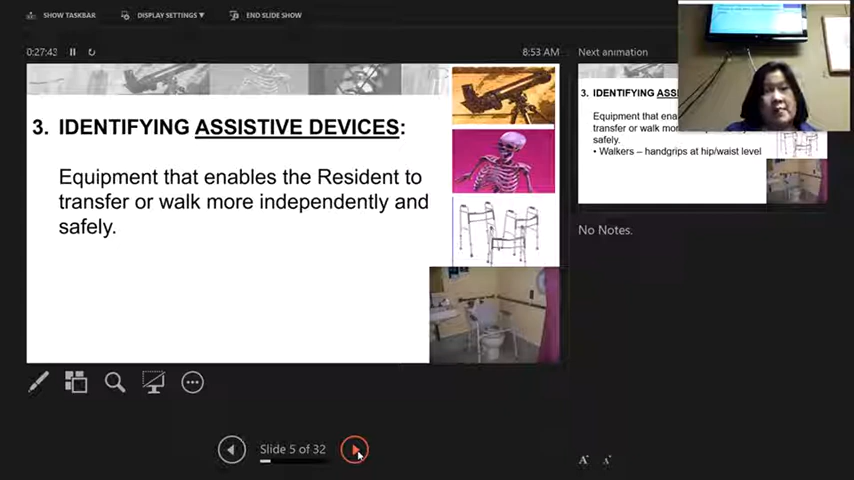 SHOW TASKBAR
DISPLAY SETTINGS ▼
END SLIDE SHOW
0:27:43
8:53 AM
Next animation
3. IDENTIFYING ASSISTIVE DEVICES:
Equipment that enables the Resident to
transfer or walk more independently and
safely.
3. IDENTIFYING ASS
Equipment that ena
transfer or walk mo
safely.
• Walkers – handgrips at hip/waist level
No Notes.
Slide 5 of 32
A A